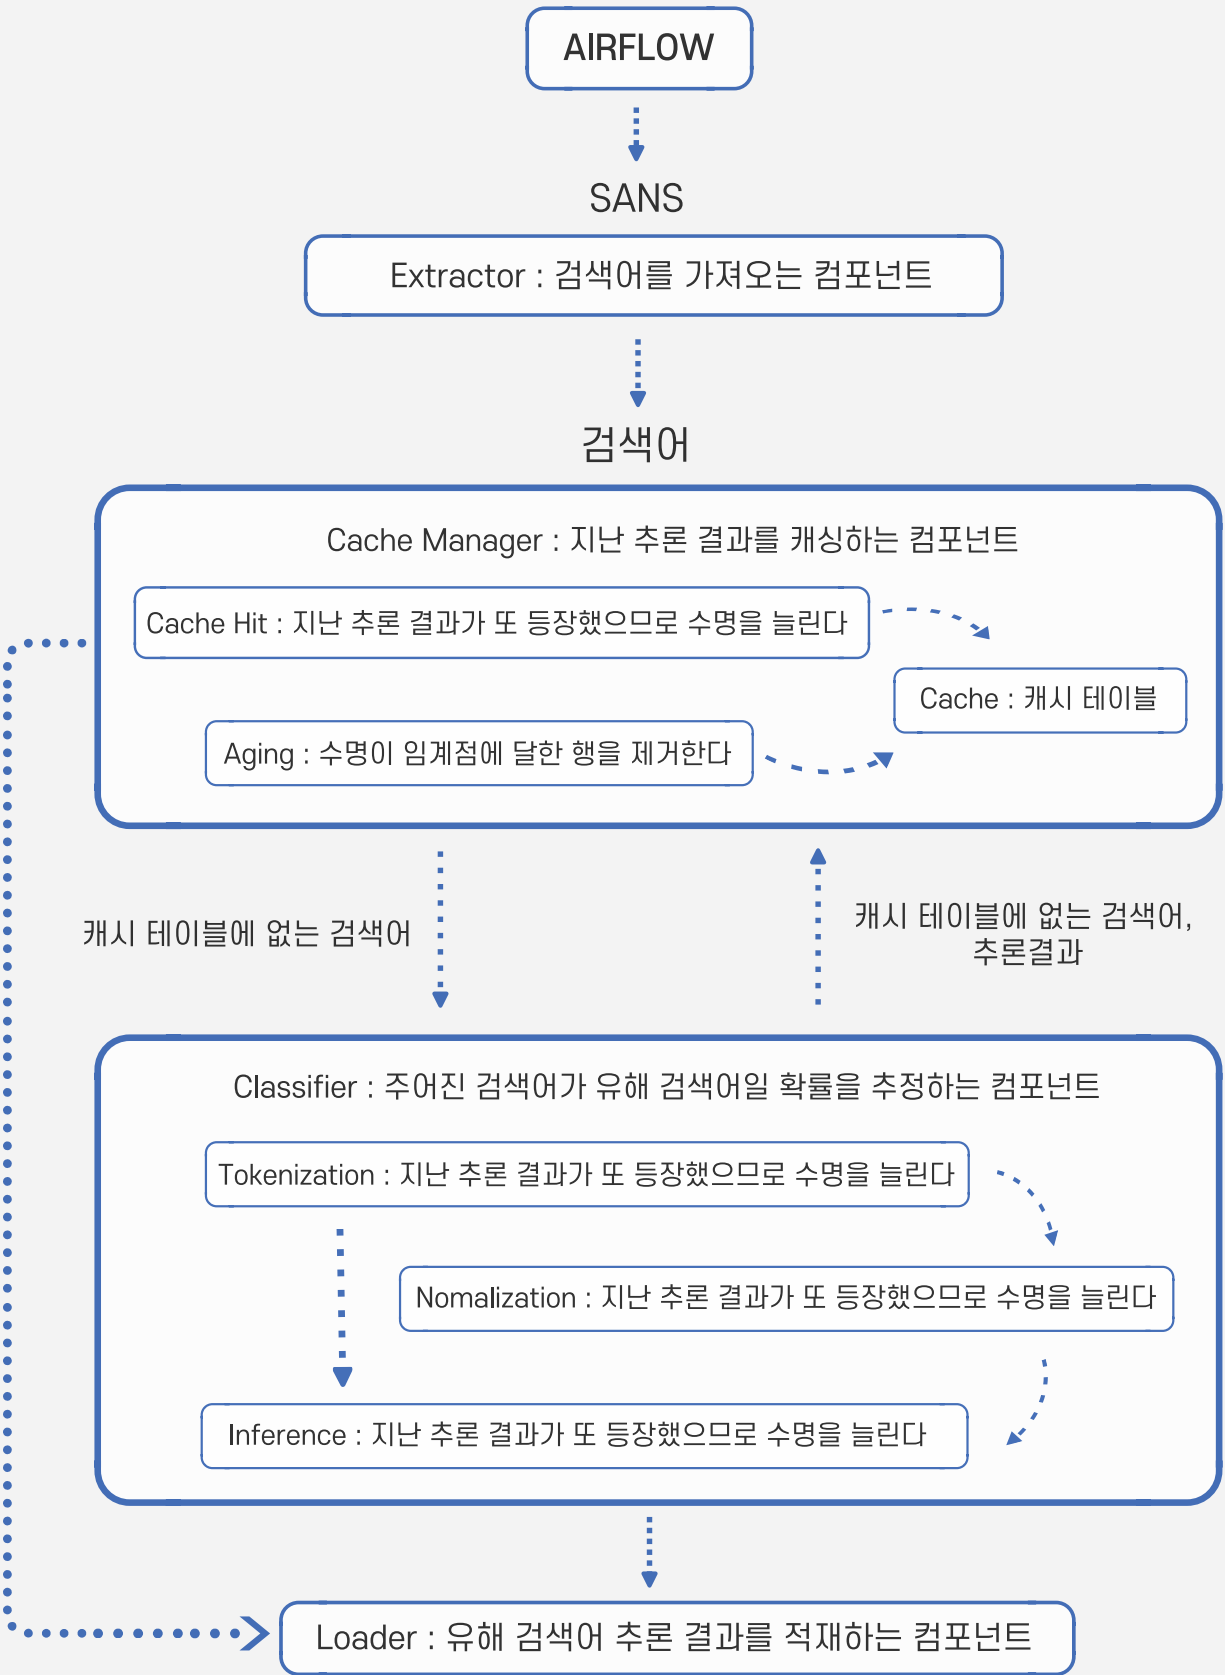 AIRFLOW
SANS
Extractor : 검색어를 가져오는 컴포넌트
검색어
Cache Manager : 지난 추론 결과를 캐싱하는 컴포넌트
Cache Hit : 지난 추론 결과가 또 등장했으므로 수명을 늘린다
Cache : 캐시 테이블
Aging : 수명이 임계점에 달한 행을 제거한다
캐시 테이블에 없는 검색어
캐시 테이블에 없는 검색어,
추론결과
Classifier : 주어진 검색어가 유해 검색어일 확률을 추정하는 컴포넌트
Tokenization : 지난 추론 결과가 또 등장했으므로 수명을 늘린다
Nomalization : 지난 추론 결과가 또 등장했으므로 수명을 늘린다
Inference : 지난 추론 결과가 또 등장했으므로 수명을 늘린다
Loader : 유해 검색어 추론 결과를 적재하는 컴포넌트